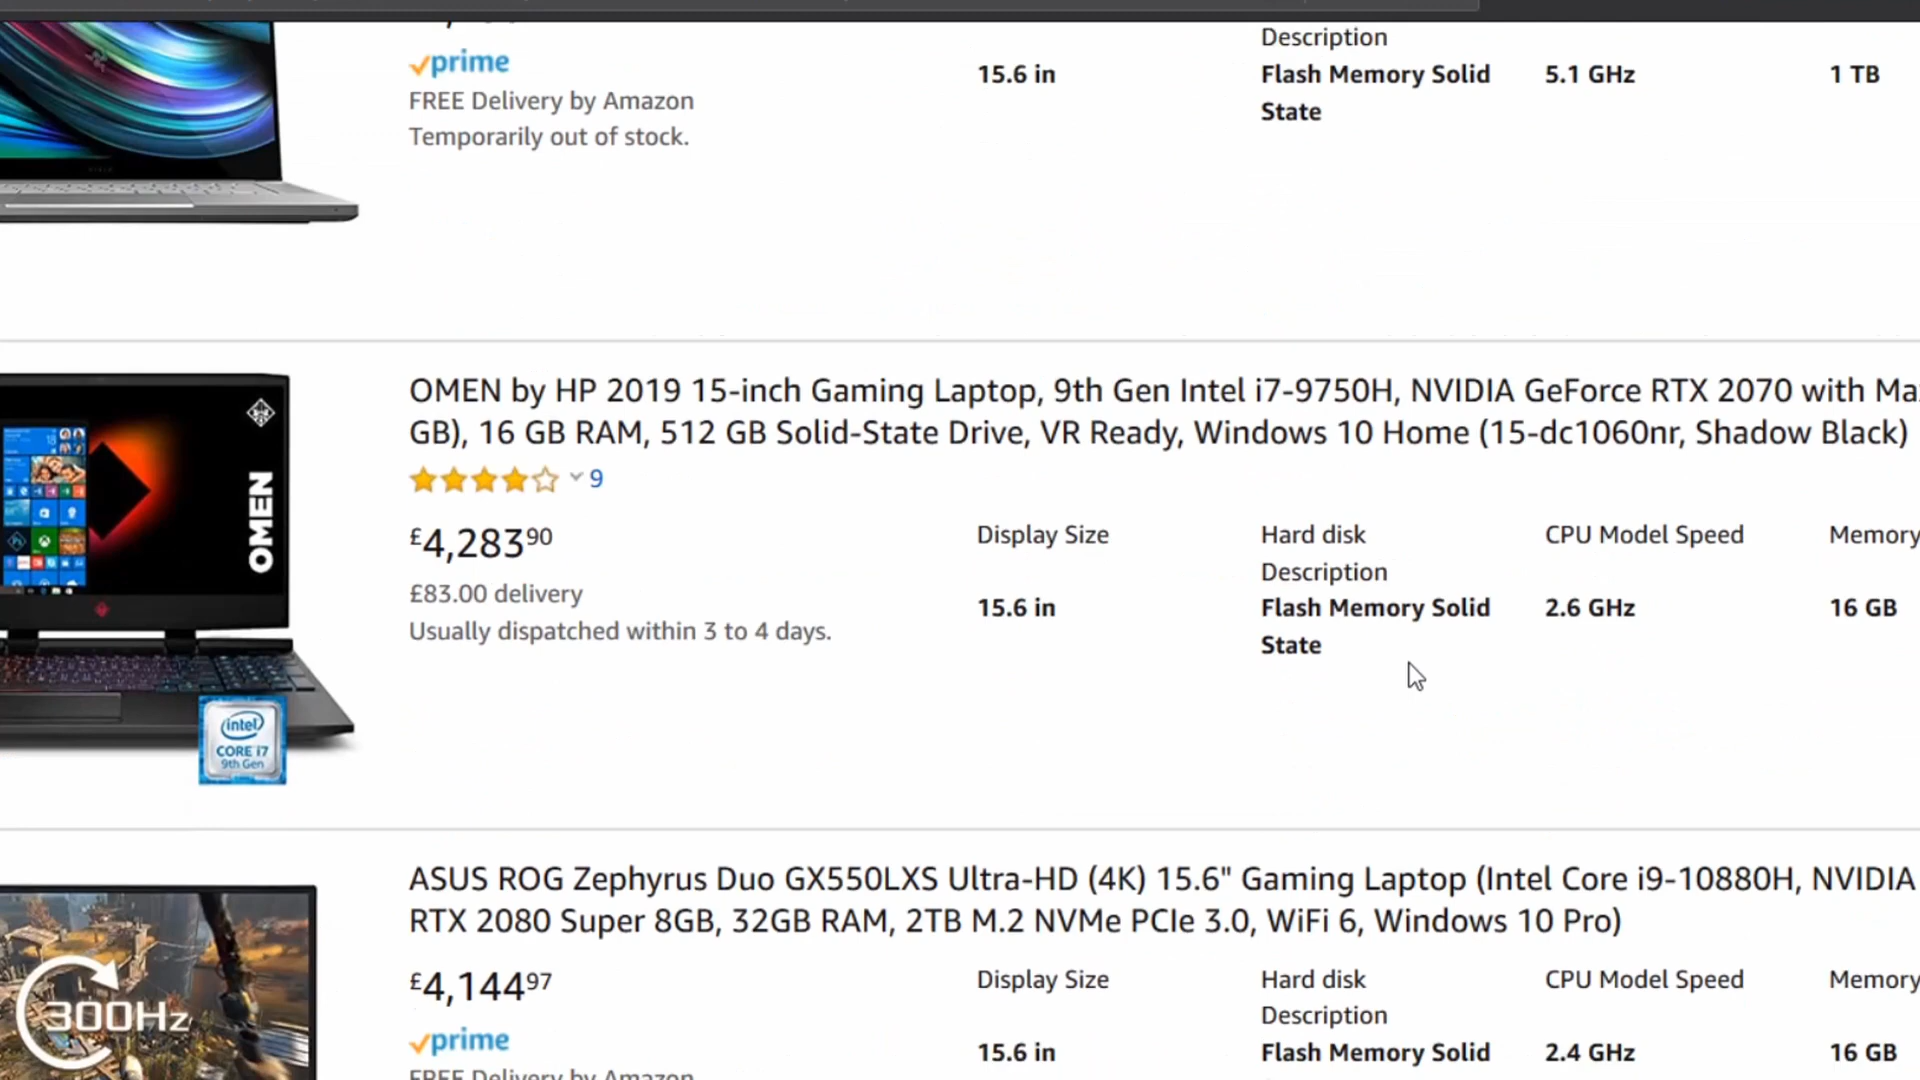 Description
prime
15.6 in
Flash Memory Solid
5.1 GHz
1 TB
FREE Delivery by Amazon
State
Temporarily out of stock.
OMEN by HP 2019 15-inch Gaming Laptop, 9th Gen Intel i7-9750H, NVIDIA GeForce RTX 2070 with Ma
GB), 16 GB RAM, 512 GB Solid-State Drive, VR Ready, Windows 10 Home (15-dc1060nr, Shadow Black)
9
OMEN
£4,28390
Display Size
Hard disk
CPU Model Speed
Memory
Description
£83.00 delivery
15.6 in
Flash Memory Solid
2.6 GHz
16 GB
Usually dispatched within 3 to 4 days.
State
intel
CORE i7
9th Gen
ASUS ROG Zephyrus Duo GX550LXS Ultra-HD (4K) 15.6" Gaming Laptop (Intel Core i9-10880H, NVIDIA
RTX 2080 Super 8GB, 32GB RAM, 2TB M.2 NVMe PCIe 3.0, WiFi 6, Windows 10 Pro)
£4,14497
Display Size
Hard disk
CPU Model Speed
Memory
Description
300Hz
prime
15.6 in
Flash Memory Solid
2.4 GHz
16 GB
FREE Delivery by Amazon